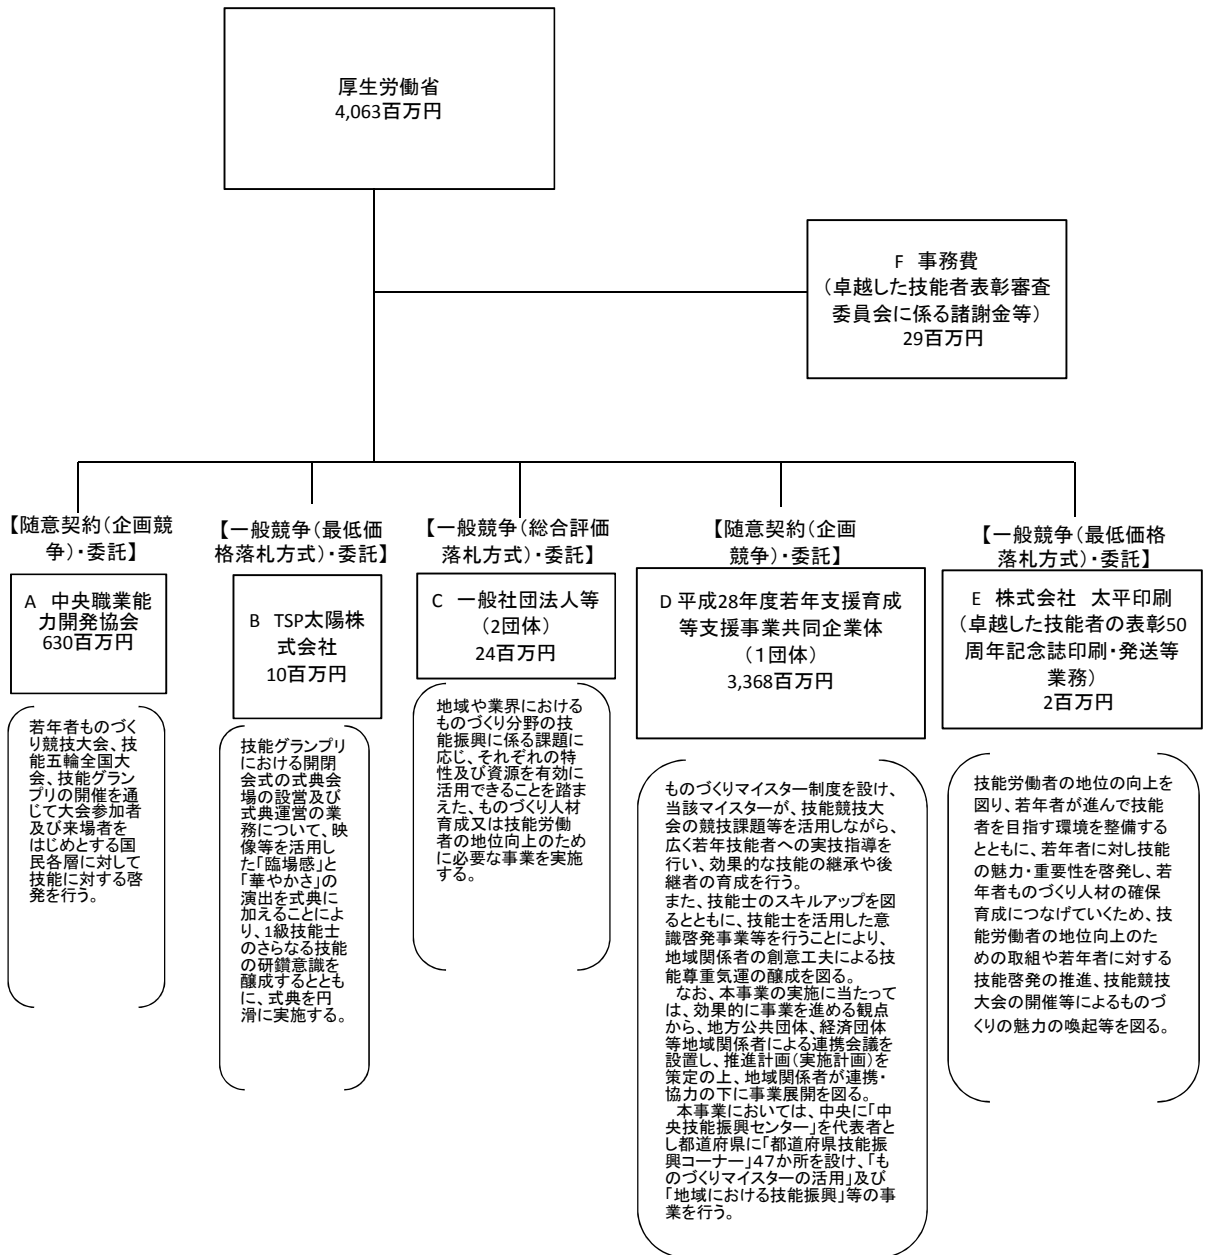 厚生労働省
4,063百万円
F 事務費
(卓越した技能者表彰審査
委員会に係る諸謝金等)
29百万円
【随意契約(企画競
争)・委託】
A 中央職業能
力開発協会
630百万円
若年者ものづく
り競技大会、技
能五輪全国大
会、技能グラン
プリの開催を通
じて大会参加者
及び来場者を
はじめとする国
民各層に対して
技能に対する啓
発を行う。
【一般競争(最低価
格落札方式)・委託】
B TSP太陽株
式会社
10百万円
技能グランプリ
における開閉
会式の式典会
場の設営及び
式典運営の業
務について、映
像等を活用し
た「臨場感」と
「華やかさ」の
演出を式典に
加えることによ
り、1級技能士
のさらなる技能
の研鑽意識を
醸成するととも
に、式典を円
滑に実施する。
【一般競争(総合評価
落札方式)・委託】
C 一般社団法人等
(2団体)
24百万円
地域や業界における
ものづくり分野の技
能振興に係る課題に
応じ、それぞれの特
性及び資源を有効に
活用できることを踏
まえた、ものづくり人材
育成又は技能労働
者の地位向上のため
に必要な事業を実施
する。
【随意契約(企画
競争)・委託】
D 平成28年度若年支援育成
等支援事業共同企業体
(1団体)
3,368百万円
ものづくりマイスター制度を設け、
当該マイスターが、技能競技大
会の競技課題等を活用しながら、
広く若年技能者への実技指導を
行い、効果的な技能の継承や後
継者の育成を行う。
また、技能士のスキルアップを図
るとともに、技能士を活用した意
識啓発事業等を行うことにより、
地域関係者の創意工夫による技
能尊重気運の醸成を図る。
なお、本事業の実施に当たって
は、効果的に事業を進める観点
から、地方公共団体、経済団体
等地域関係者による連携会議を
設置し、推進計画(実施計画)を
策定の上、地域関係者が連携・
協力の下に事業展開を図る。
本事業においては、中央に「中
央技能振興センター」を代表者と
し都道府県に「都道府県技能振
興コーナー」47か所を設け、「も
のづくりマイスターの活用」及び
「地域における技能振興」等の事
業を行う。
【一般競争(最低価格
落札方式)・委託】
E 株式会社 太平印刷
(卓越した技能者の表彰50
周年記念誌印刷・発送等
業務)
2百万円
技能労働者の地位の向上を
図り、若年者が進んで技能
者を目指す環境を整備する
とともに、若年者に対し技能
の魅力・重要性を啓発し、若
年者ものづくり人材の確保
育成につなげていくため、技
能労働者の地位向上のた
めの取組や若年者に対する
技能啓発の推進、技能競技
大会の開催等によるものづ
くりの魅力の喚起等を図る。